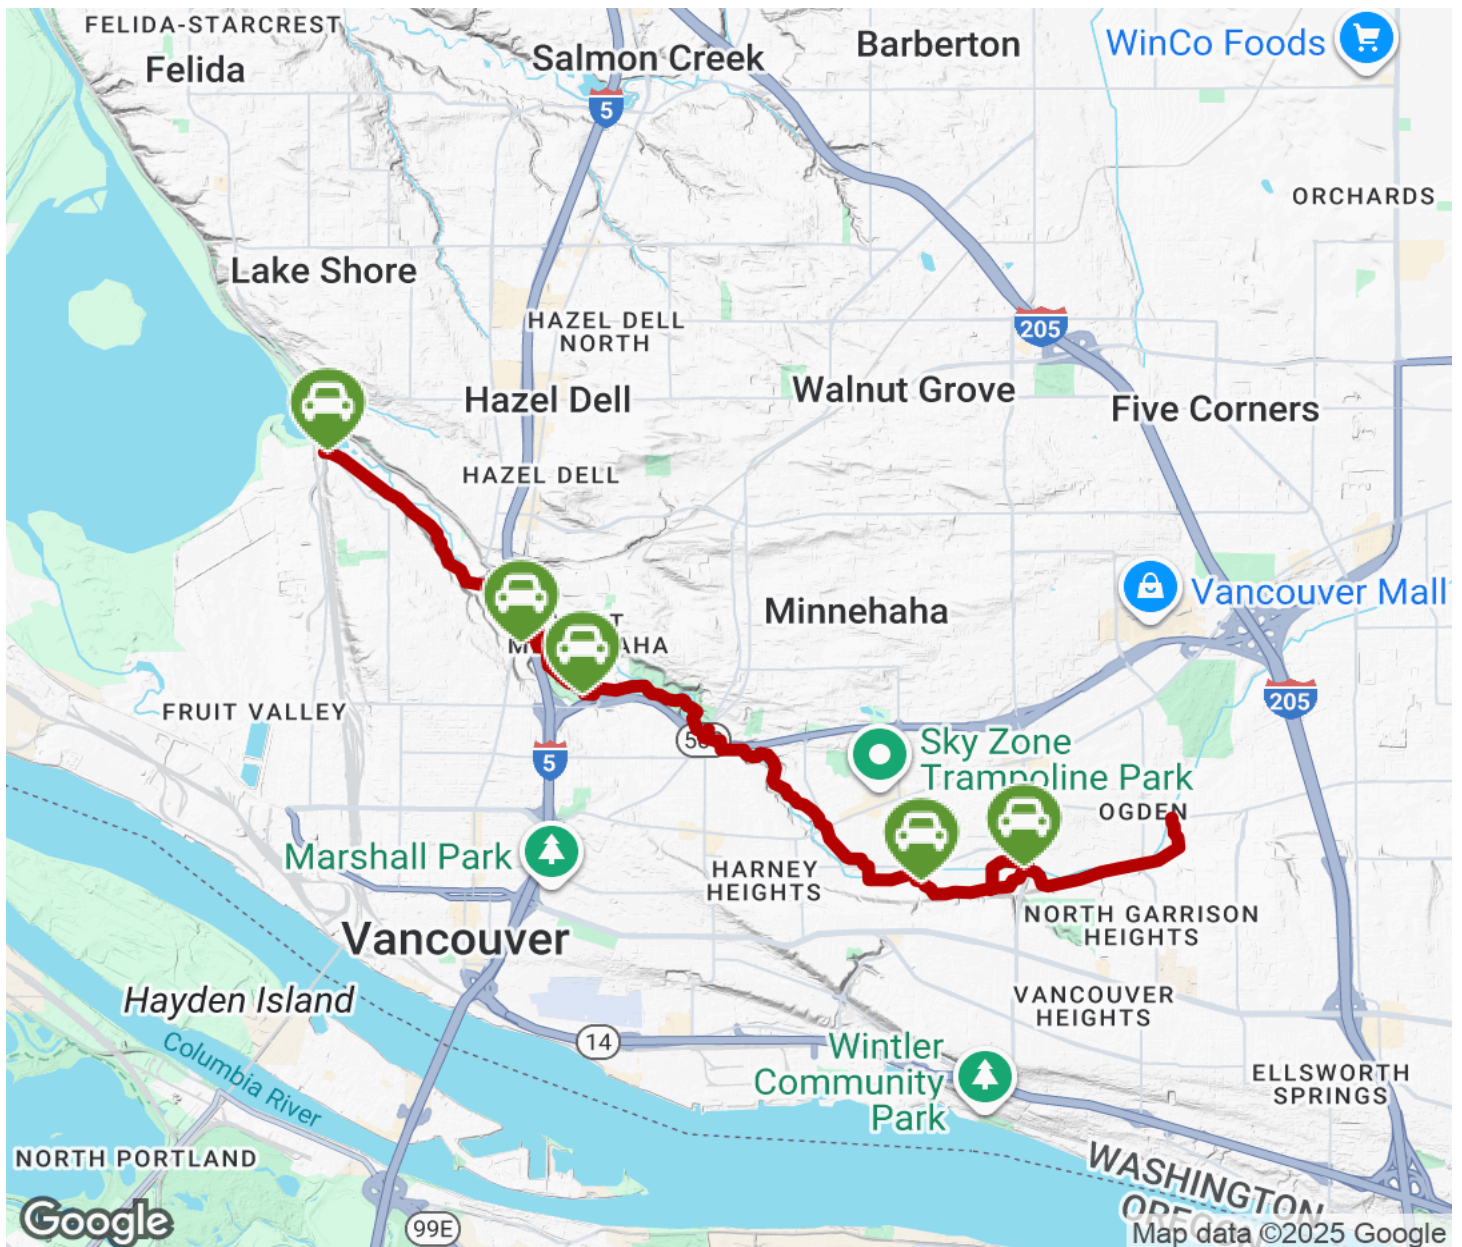 FELIDA-STARCREST
Felida
Salmon Creek
Barberton
WinCo Foods
5
ORCHARDS
Lake Shore
HAZEL DELL
NORTH
205
Hazel Dell
Walnut Grove
Five Corners
HAZEL DELL
Vancouver Mall
Minnehaha
FRUIT VALLEY
205
5
Sky Zone
Trampoline Park
OGDEN
Marshall Park
HARNEY
HEIGHTS
NORTH GARRISON
HEIGHTS
Vancouver
Hayden Island
VANCOUVER
HEIGHTS
14
Wintler
Community
Park
Columbia River
ELLSWORTH
SPRINGS
NORTH PORTLAND
WASHINGTON
OREGON
Google
99E
Map data ©2025 Google